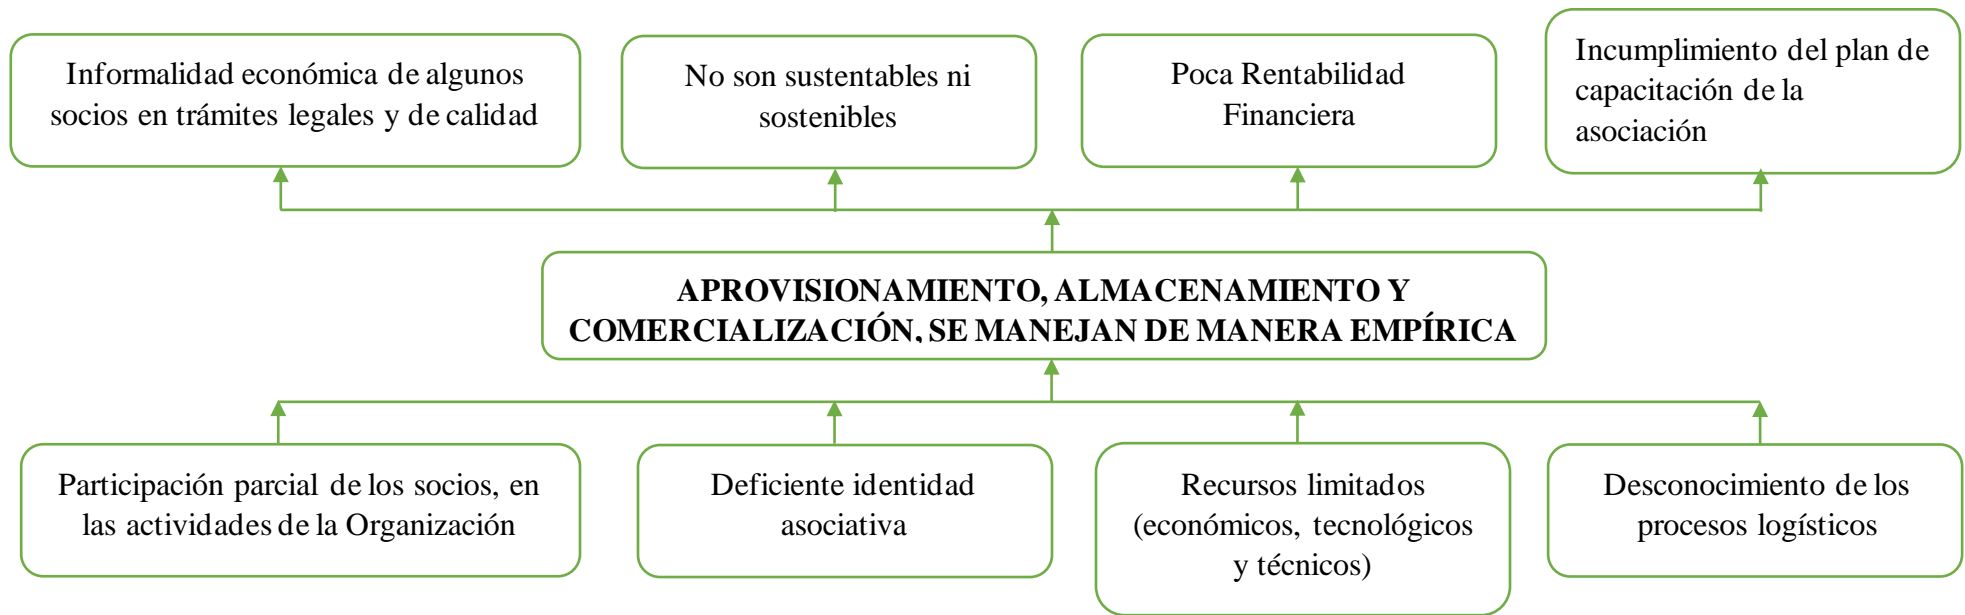 Informalidad económica de algunos
socios en trámites legales y de calidad
No son sustentables ni
sostenibles
Poca Rentabilidad
Financiera
Incumplimiento del plan de
capacitación de la
asociación
APROVISIONAMIENTO, ALMACENAMIENTO Y
COMERCIALIZACIÓN, SE MANEJAN DE MANERA EMPÍRICA
Participación parcial de los socios, en
las actividades de la Organización
Deficiente identidad
asociativa
Recursos limitados
(económicos, tecnológicos
y técnicos)
Desconocimiento de los
procesos logísticos